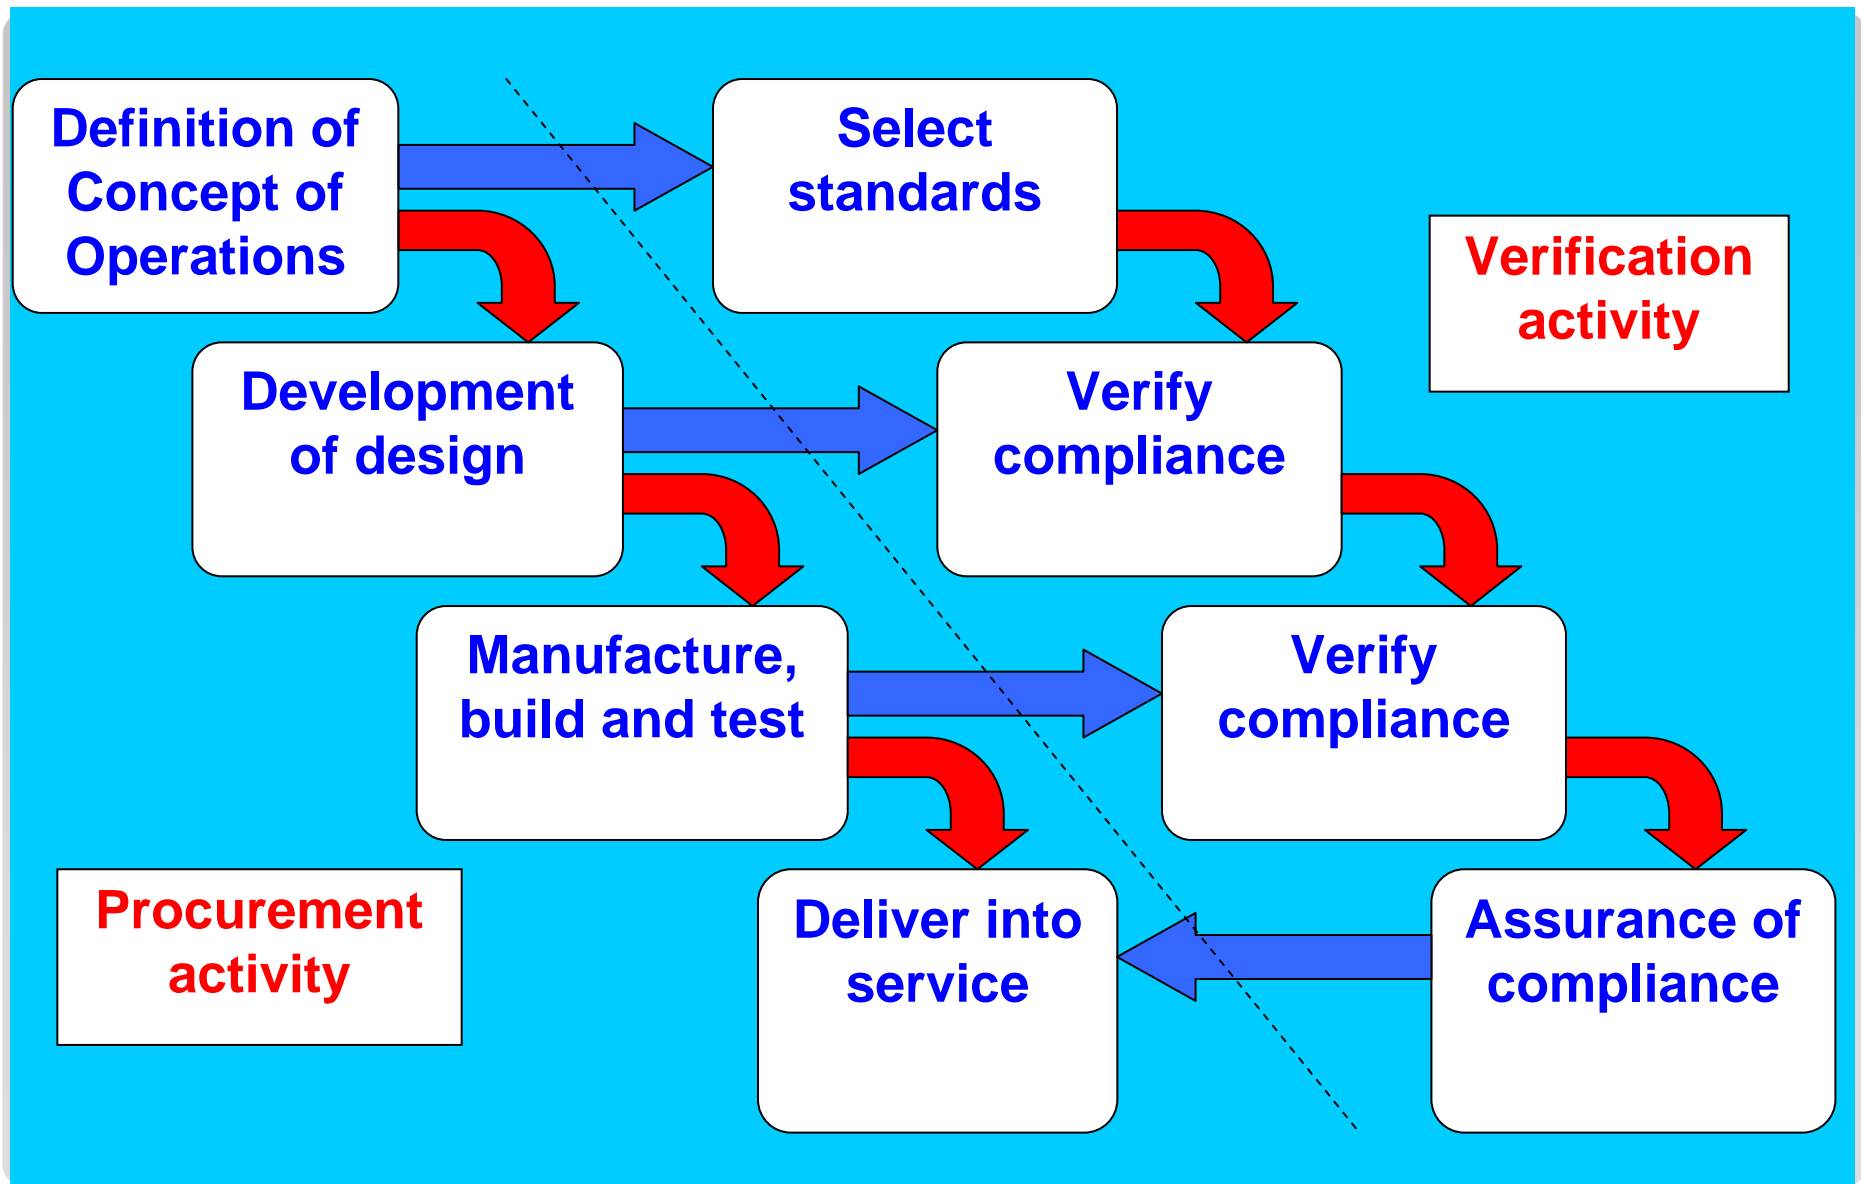 Definition of
Concept of
Operations
Select
standards
Verification
activity
Development
of design
Verify
compliance
Manufacture,
build and test
Verify
compliance
Procurement
activity
Deliver into
service
Assurance of
compliance